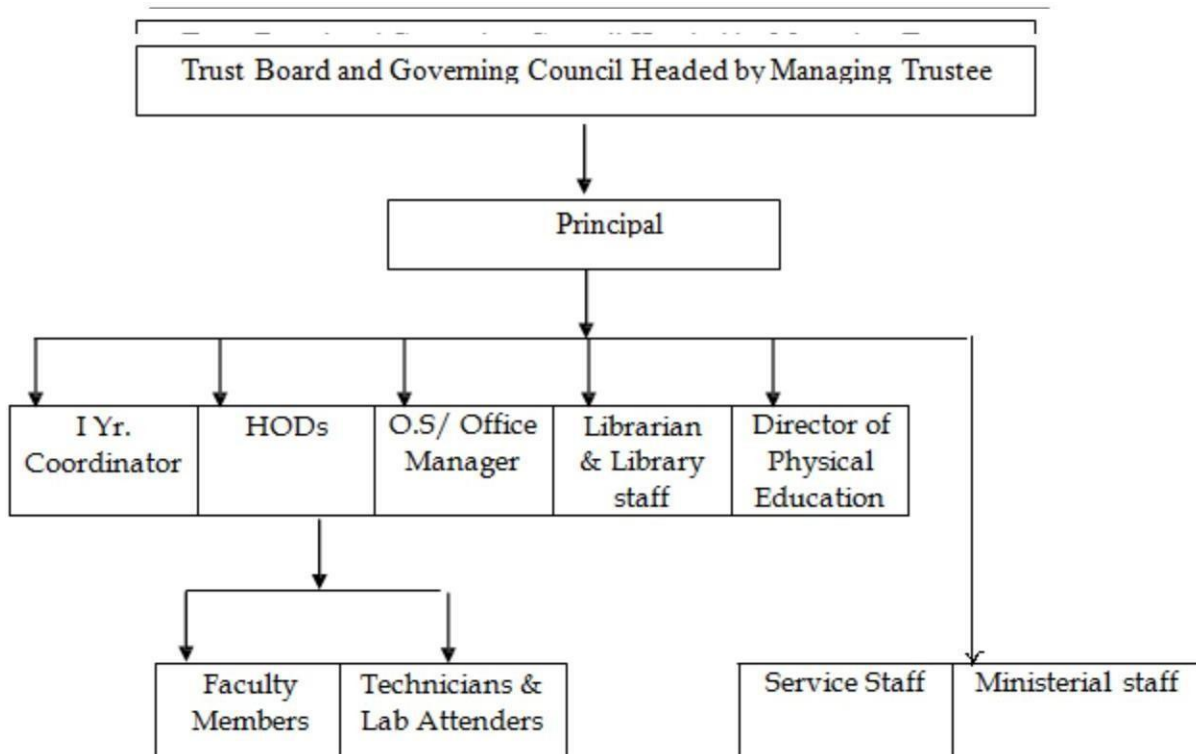 Trust Board and Governing Council Headed by Managing Trustee
Principal
I Yr.
Coordinator
HODs
O.S/ Office
Manager
Librarian
& Library
staff
Director of
Physical
Education
Faculty
Members
Technicians &
Lab Attenders
Service Staff
Ministerial staff